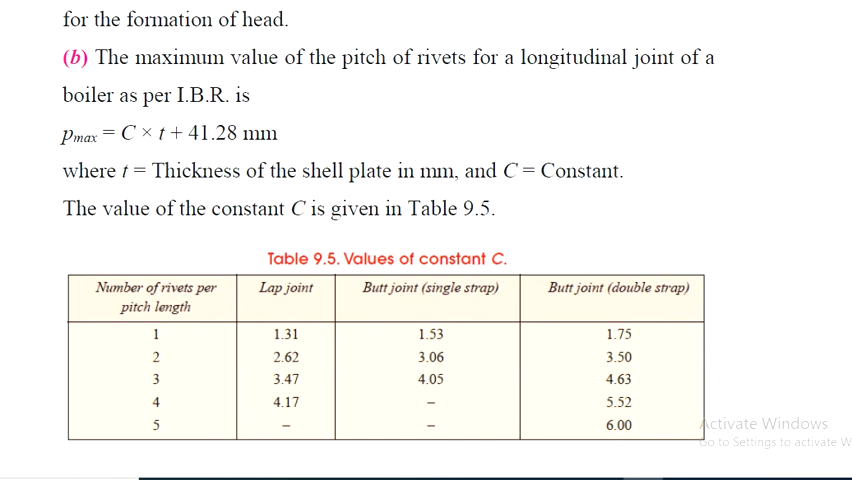 for the formation of head.
(b) The maximum value of the pitch of rivets for a longitudinal joint of a
boiler as per I.B.R. is
pmax = C × t + 41.28 mm
where t = Thickness of the shell plate in mm, and C = Constant.
The value of the constant C is given in Table 9.5.
Table 9.5. Values of constant C.
Number of rivets per pitch length Lap joint Butt joint (single strap) Butt joint (double strap)
1 1.31 1.53 1.75
2 2.62 3.06 3.50
3 3.47 4.05 4.63
4 4.17 – 5.52
5 – – 6.00
Activate Windows
Go to Settings to activate W